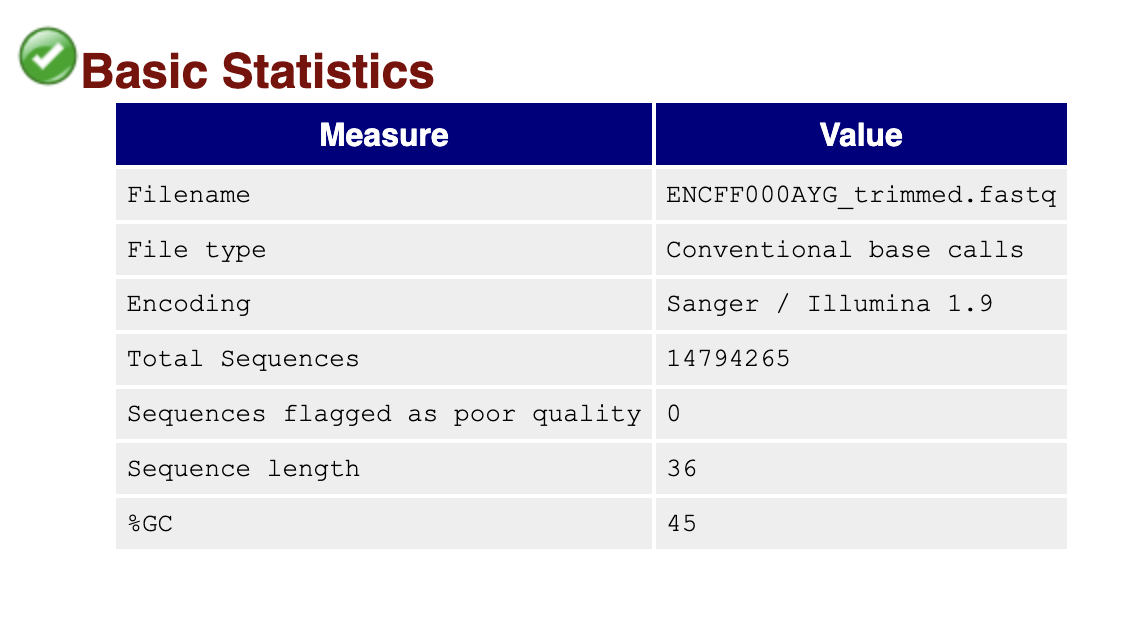 Basic Statistics
Measure Value
Filename ENCFF000AYG_trimmed.fastq
File type Conventional base calls
Encoding Sanger / Illumina 1.9
Total Sequences 14794265
Sequences flagged as poor quality 0
Sequence length 36
%GC 45